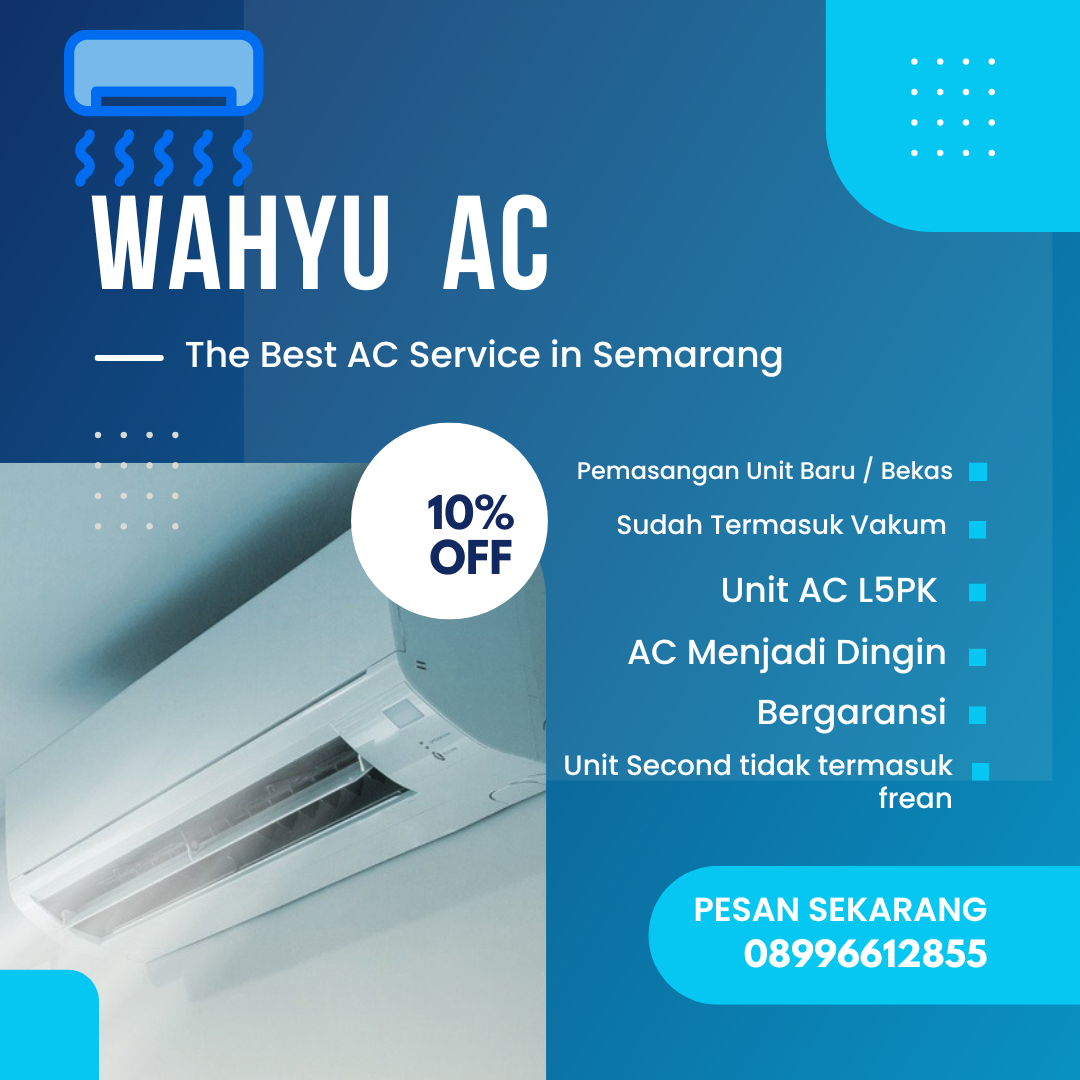 WAHYU AC
The Best AC Service in Semarang
10%
OFF
Pemasangan Unit Baru / Bekas
Sudah Termasuk Vakum
Unit AC L5PK
AC Menjadi Dingin
Bergaransi
Unit Second tidak termasuk
frean
PESAN SEKARANG
08996612855